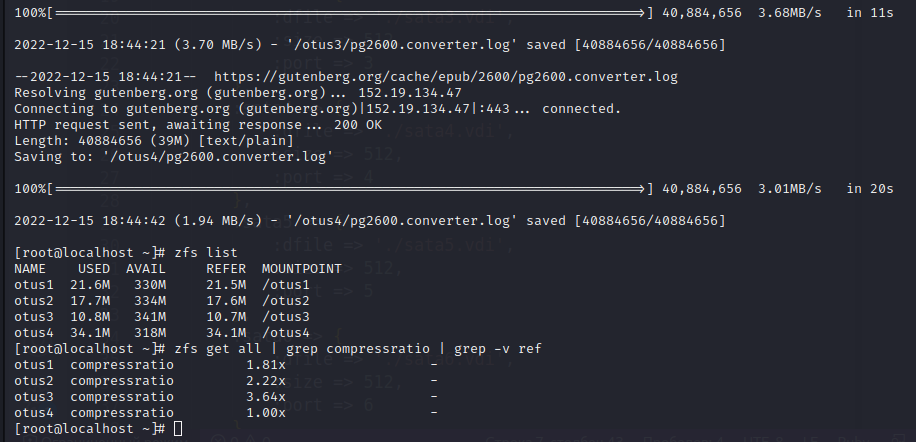 100%[======================================================================>] 40,884,656  3.68MB/s   in 11s
2022-12-15 18:44:21 (3.70 MB/s) - '/otus3/pg2600.converter.log' saved [40884656/40884656]
--2022-12-15 18:44:21--  https://gutenberg.org/cache/epub/2600/pg2600.converter.log
Resolving gutenberg.org (gutenberg.org)... 152.19.134.47
Connecting to gutenberg.org (gutenberg.org)|152.19.134.47|:443... connected.
HTTP request sent, awaiting response... 200 OK
Length: 40884656 (39M) [text/plain]
Saving to: '/otus4/pg2600.converter.log'
100%[======================================================================>] 40,884,656  3.01MB/s   in 20s
2022-12-15 18:44:42 (1.94 MB/s) - '/otus4/pg2600.converter.log' saved [40884656/40884656]
[root@localhost ~]# zfs list
NAME    USED  AVAIL     REFER  MOUNTPOINT
otus1  21.6M   330M     21.5M  /otus1
otus2  17.7M   334M     17.6M  /otus2
otus3  10.8M   341M     10.7M  /otus3
otus4  34.1M   318M     34.1M  /otus4
[root@localhost ~]# zfs get all | grep compressratio | grep -v ref
otus1  compressratio         1.81x                  -
otus2  compressratio         2.22x                  -
otus3  compressratio         3.64x                  -
otus4  compressratio         1.00x                  -
[root@localhost ~]#